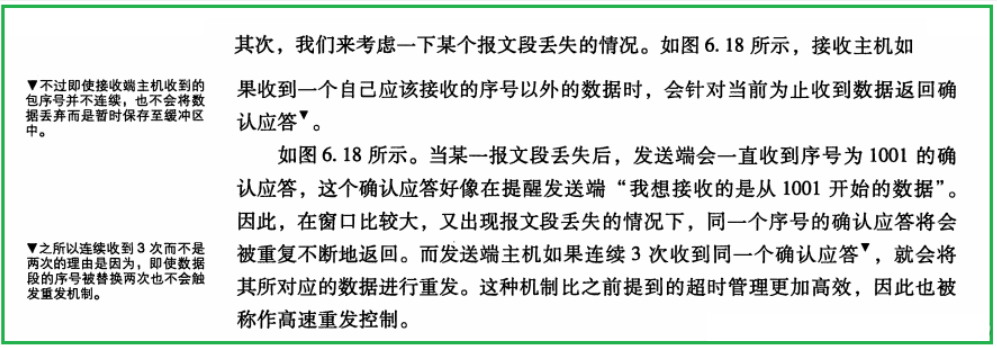 其次，我们来考虑一下某个报文段丢失的情况。如图6.18所示，接收主机如
果收到一个自己应该接收的序号以外的数据时，会针对当前为止收到数据返回确
认应答▼。
▼不过即使接收端主机收到的
包序号并不连续，也不会将数
据丢弃而是暂时保存至缓冲区
中。
如图6.18所示。当某一报文段丢失后，发送端会一直收到序号为1001的确
认应答，这个确认应答好像在提醒发送端“我想接收的是从1001开始的数据”。
因此，在窗口比较大，又出现报文段丢失的情况下，同一个序号的确认应答将会
被重复不断地返回。而发送端主机如果连续3次收到同一个确认应答▼，就会将
其所对应的数据进行重发。这种机制比之前提到的超时管理更加高效，因此也被
称作高速重发控制。
▼之所以连续收到3次而不是
两次的理由是因为，即使数据
段的序号被替换两次也不会触
发重发机制。